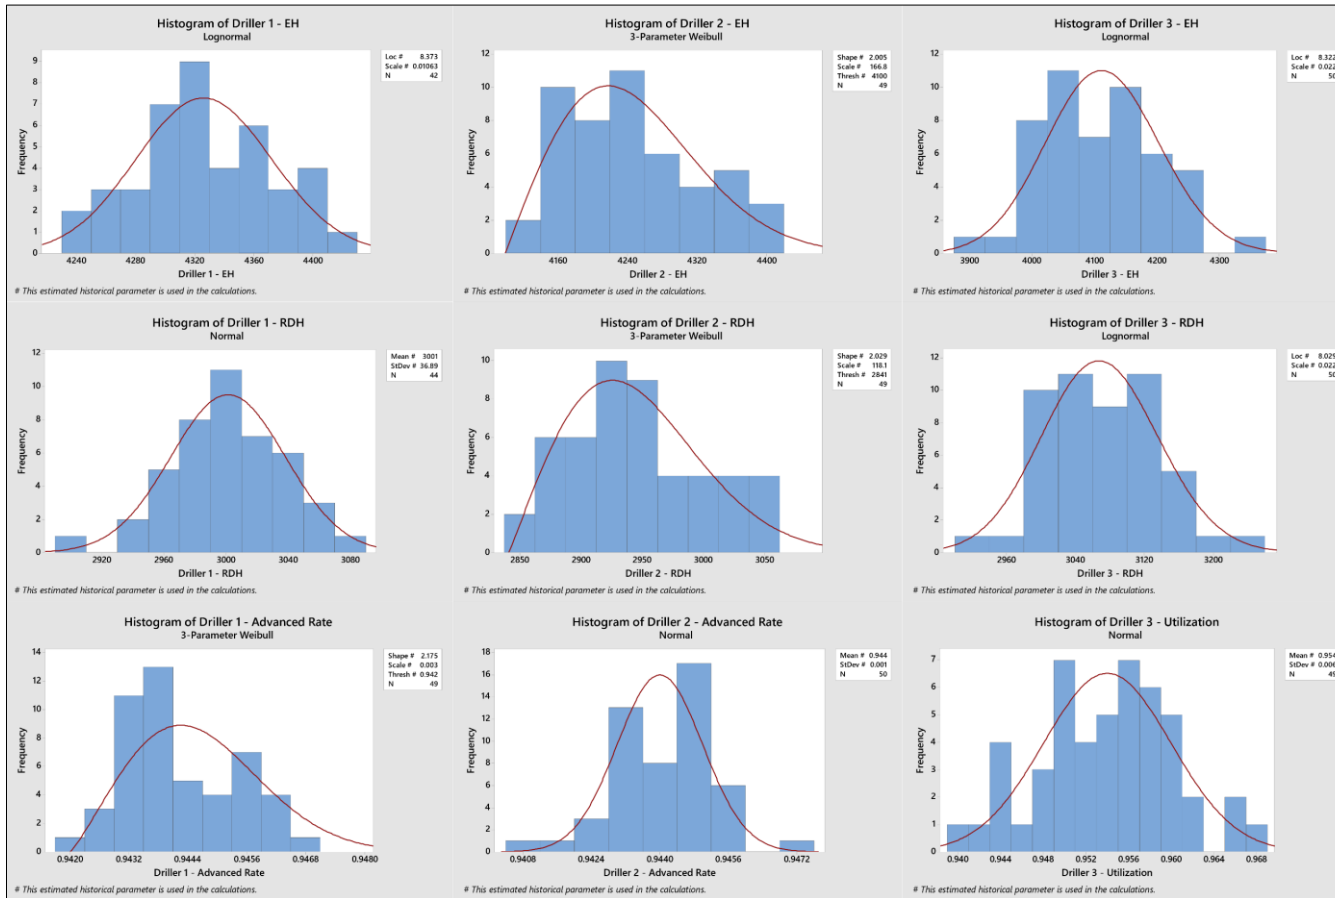 Histogram of Driller 1 - EH
Lognormal
Loc # 8.373
Scale # 0.01063
N 42
9
8
7
6
5
4
3
2
1
0
Frequency
4240 4280 4320 4360 4400
Driller 1 - EH
# This estimated historical parameter is used in the calculations.
Histogram of Driller 2 - EH
3-Parameter Weibull
Shape # 2.005
Scale # 166.8
Thresh # 4100
N 49
12
10
8
6
4
2
0
Frequency
4160 4240 4320 4400
Driller 2 - EH
# This estimated historical parameter is used in the calculations.
Histogram of Driller 3 - EH
Lognormal
Loc # 8.322
Scale # 0.022
N 50
12
10
8
6
4
2
0
Frequency
3900 4000 4100 4200 4300
Driller 3 - EH
# This estimated historical parameter is used in the calculations.
Histogram of Driller 1 - RDH
Normal
Mean # 3001
StDev # 36.89
N 44
12
10
8
6
4
2
0
Frequency
2920 2960 3000 3040 3080
Driller 1 - RDH
# This estimated historical parameter is used in the calculations.
Histogram of Driller 2 - RDH
3-Parameter Weibull
Shape # 2.029
Scale # 118.1
Thresh # 2841
N 49
10
8
6
4
2
0
Frequency
2850 2900 2950 3000 3050
Driller 2 - RDH
# This estimated historical parameter is used in the calculations.
Histogram of Driller 3 - RDH
Lognormal
Loc # 8.029
Scale # 0.022
N 50
12
10
8
6
4
2
0
Frequency
2960 3040 3120 3200
Driller 3 - RDH
# This estimated historical parameter is used in the calculations.
Histogram of Driller 1 - Advanced Rate
3-Parameter Weibull
Shape # 2.175
Scale # 0.003
Thresh # 0.942
N 49
14
12
10
8
6
4
2
0
Frequency
0.9420 0.9432 0.9444 0.9456 0.9468 0.9480
Driller 1 - Advanced Rate
# This estimated historical parameter is used in the calculations.
Histogram of Driller 2 - Advanced Rate
Normal
Mean # 0.944
StDev # 0.001
N 50
18
16
14
12
10
8
6
4
2
0
Frequency
0.9408 0.9424 0.9440 0.9456 0.9472
Driller 2 - Advanced Rate
# This estimated historical parameter is used in the calculations.
Histogram of Driller 3 - Utilization
Normal
Mean # 0.954
StDev # 0.006
N 49
7
6
5
4
3
2
1
0
Frequency
0.940 0.944 0.948 0.952 0.956 0.960 0.964 0.968
Driller 3 - Utilization
# This estimated historical parameter is used in the calculations.